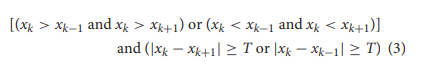 [(xₖ > xₖ₋₁ and xₖ > xₖ₊₁) or (xₖ < xₖ₋₁ and xₖ < xₖ₊₁)]
and (|xₖ − xₖ₊₁| ≥ T or |xₖ − xₖ₋₁| ≥ T) (3)